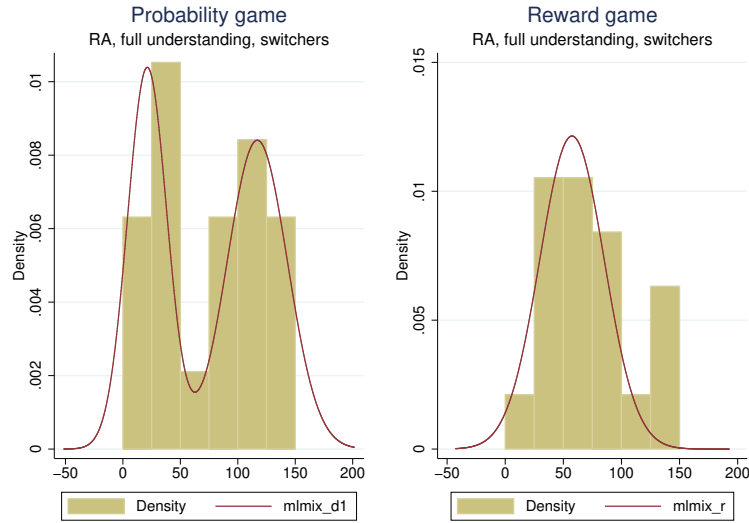 Probability game
RA, full understanding, switchers
Density
.01
.008
.006
.004
.002
0
−50 0 50 100 150 200
Density mlmix_d1
Reward game
RA, full understanding, switchers
Density
.015
.01
.005
0
−50 0 50 100 150 200
Density mlmix_r